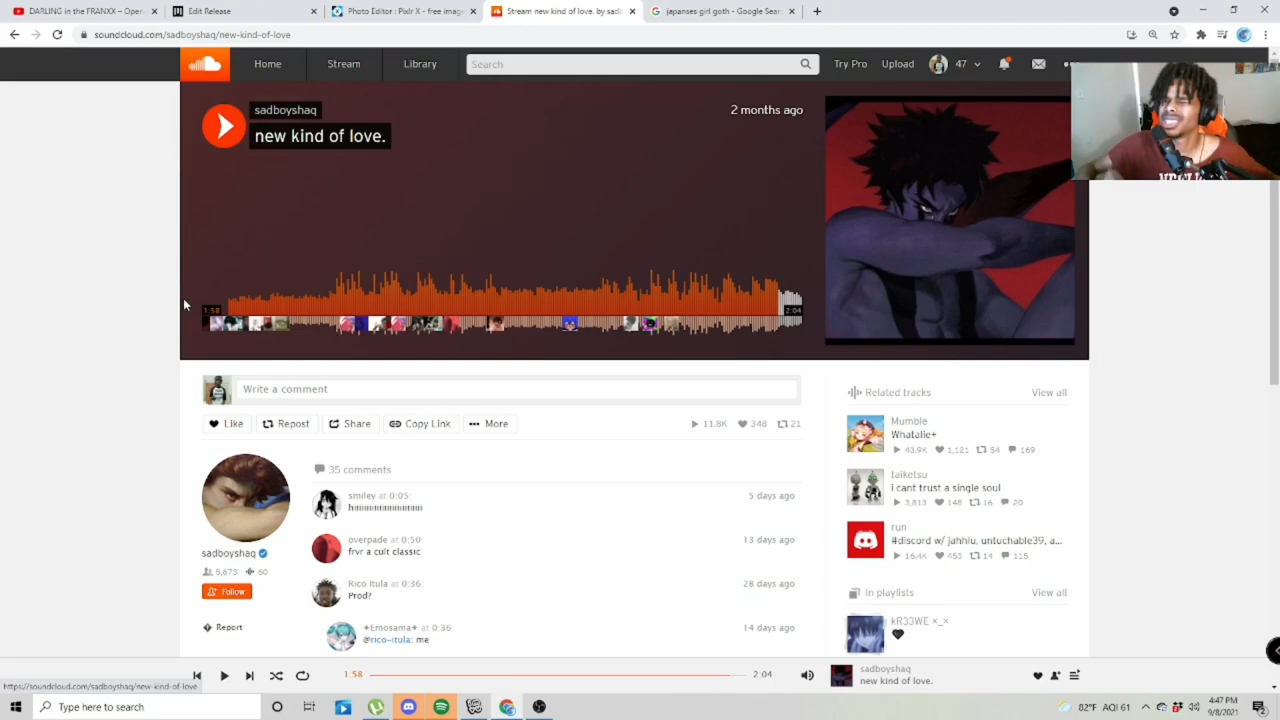 DARLING in the FRANXX – Open
Edit Release
Photo Editor : Pixlr X - free imag
Stream new kind of love. by sadb
japanses girl goth - Google Sear
soundcloud.com/sadboyshaq/new-kind-of-love
Home
Stream
Library
Search
Try Pro
Upload
47
sadboyshaq
new kind of love.
2 months ago
1:58
2:04
Write a comment
Like
Repost
Share
Copy Link
More
11.8K
348
21
35 comments
smiley at 0:05:
5 days ago
overpade at 0:50:
frvr a cult classic
13 days ago
Rico Itula at 0:36:
Prod?
28 days ago
✦Emosama✦ at 0:36:
@rico-itula: me
14 days ago
sadboyshaq
5,673 60
Follow
Report
Related tracks
View all
Mumble
Whatalie+
43.9K 1,121 54 169
taiketsu
i cant trust a single soul
3,813 148 16 20
run
4discord w/ jahhlu, untuchable39, a...
16.4K 453 14 115
In playlists
View all
kR33WE ×_×
1:58
2:04
sadboyshaq
new kind of love.
https://soundcloud.com/sadboyshaq/new-kind-of-love
Type here to search
82°F AQI 61
4:47 PM
9/8/2021
2